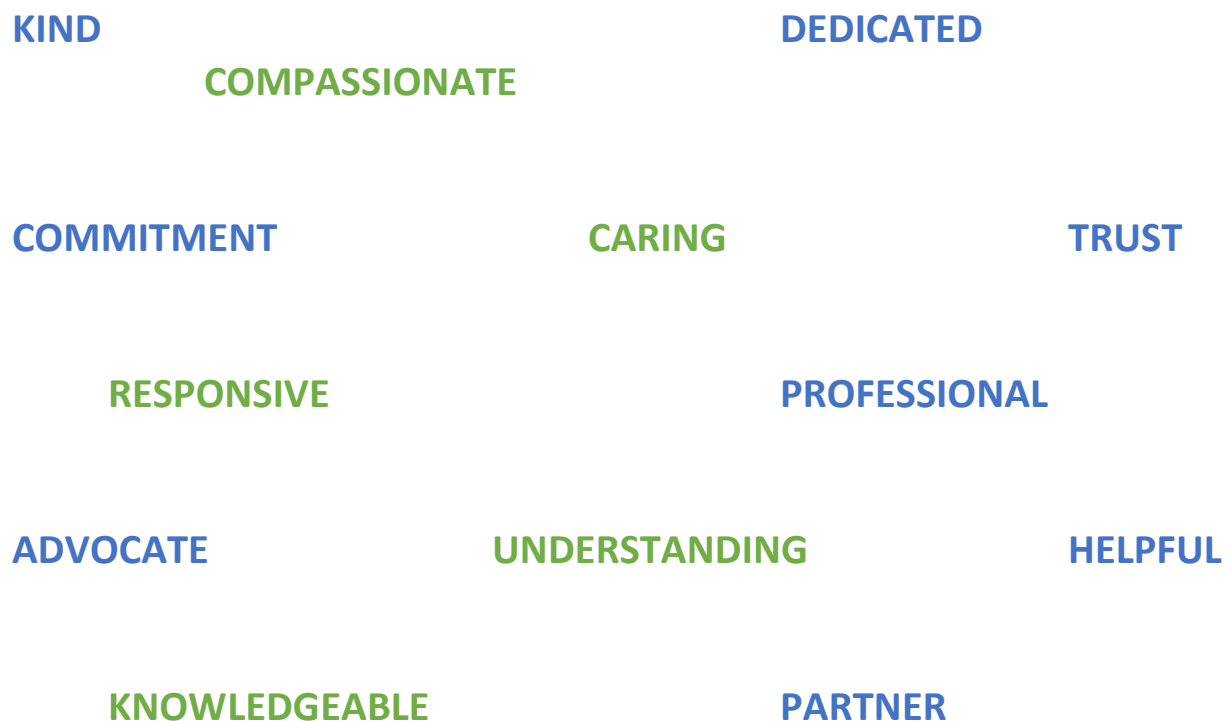 KIND DEDICATED
COMPASSIONATE
COMMITMENT CARING TRUST
RESPONSIVE PROFESSIONAL
ADVOCATE UNDERSTANDING HELPFUL
KNOWLEDGEABLE PARTNER